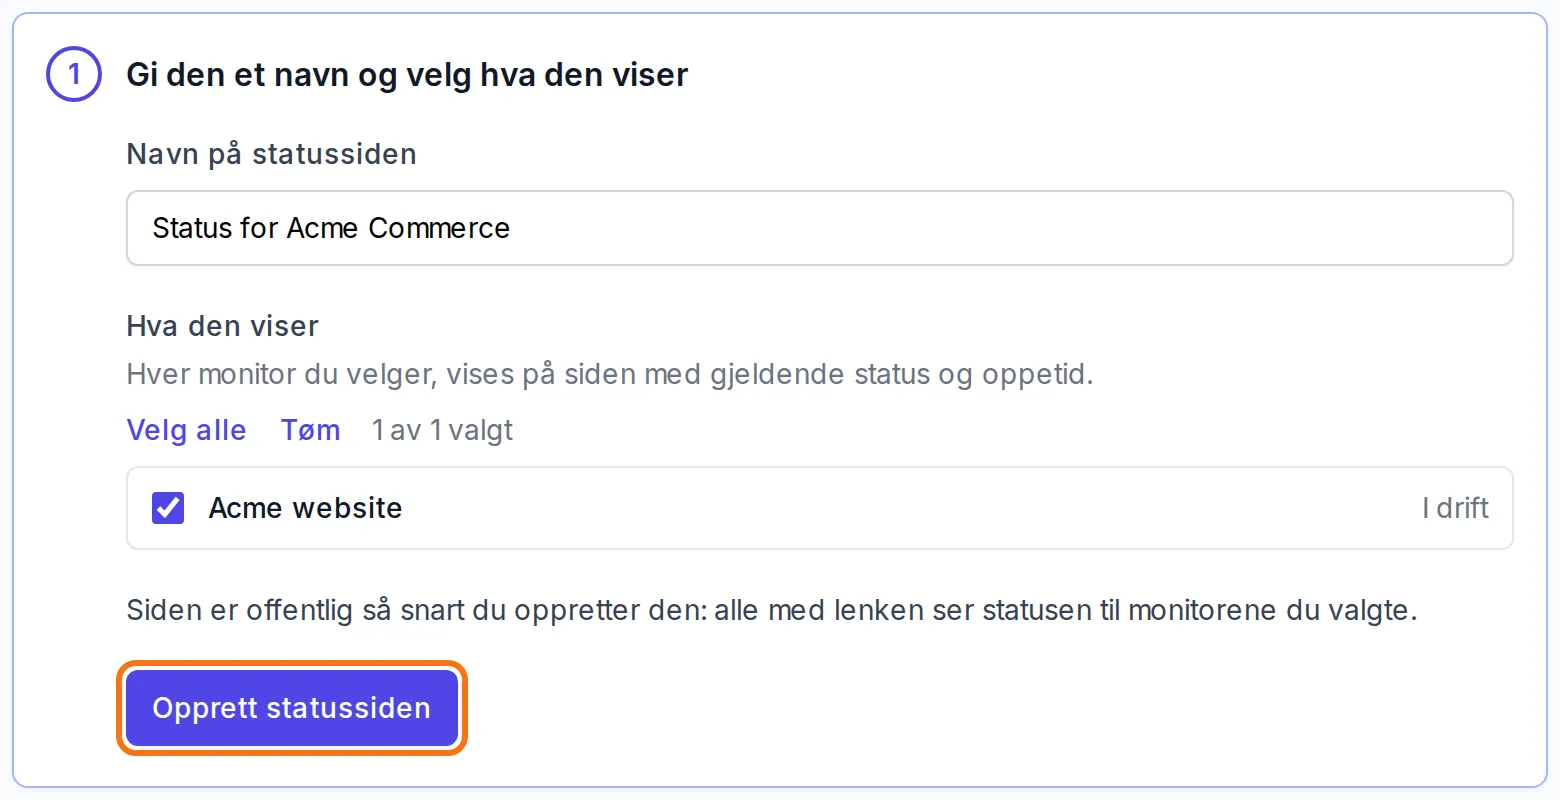 1
Gi den et navn og velg hva den viser
Navn på statussiden
Status for Acme Commerce
Hva den viser
Hver monitor du velger, vises på siden med gjeldende status og oppetid.
Velg alle Tøm 1 av 1 valgt
Acme website I drift
Siden er offentlig så snart du oppretter den: alle med lenken ser statusen til monitorene du valgte.
Opprett statussiden